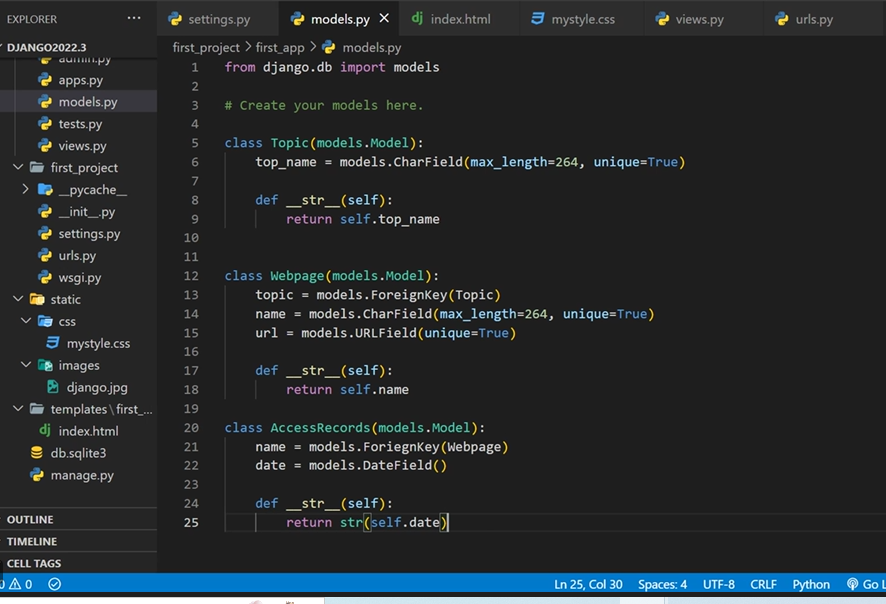 EXPLORER ···
DJANGO2022.3
admin.py
apps.py
models.py
tests.py
views.py
first_project
__pycache__
__init__.py
settings.py
urls.py
wsgi.py
static
css
mystyle.css
images
django.jpg
templates\first_...
index.html
db.sqlite3
manage.py
OUTLINE
TIMELINE
CELL TAGS
settings.py
models.py
index.html
mystyle.css
views.py
urls.py
first_project > first_app > models.py
1 from django.db import models
2
3 # Create your models here.
4
5 class Topic(models.Model):
6 top_name = models.CharField(max_length=264, unique=True)
7
8 def __str__(self):
9 return self.top_name
10
11
12 class Webpage(models.Model):
13 topic = models.ForeignKey(Topic)
14 name = models.CharField(max_length=264, unique=True)
15 url = models.URLField(unique=True)
16
17 def __str__(self):
18 return self.name
19
20 class AccessRecords(models.Model):
21 name = models.ForiegnKey(Webpage)
22 date = models.DateField()
23
24 def __str__(self):
25 return str(self.date)
0 0 Ln 25, Col 30 Spaces: 4 UTF-8 CRLF Python Go L